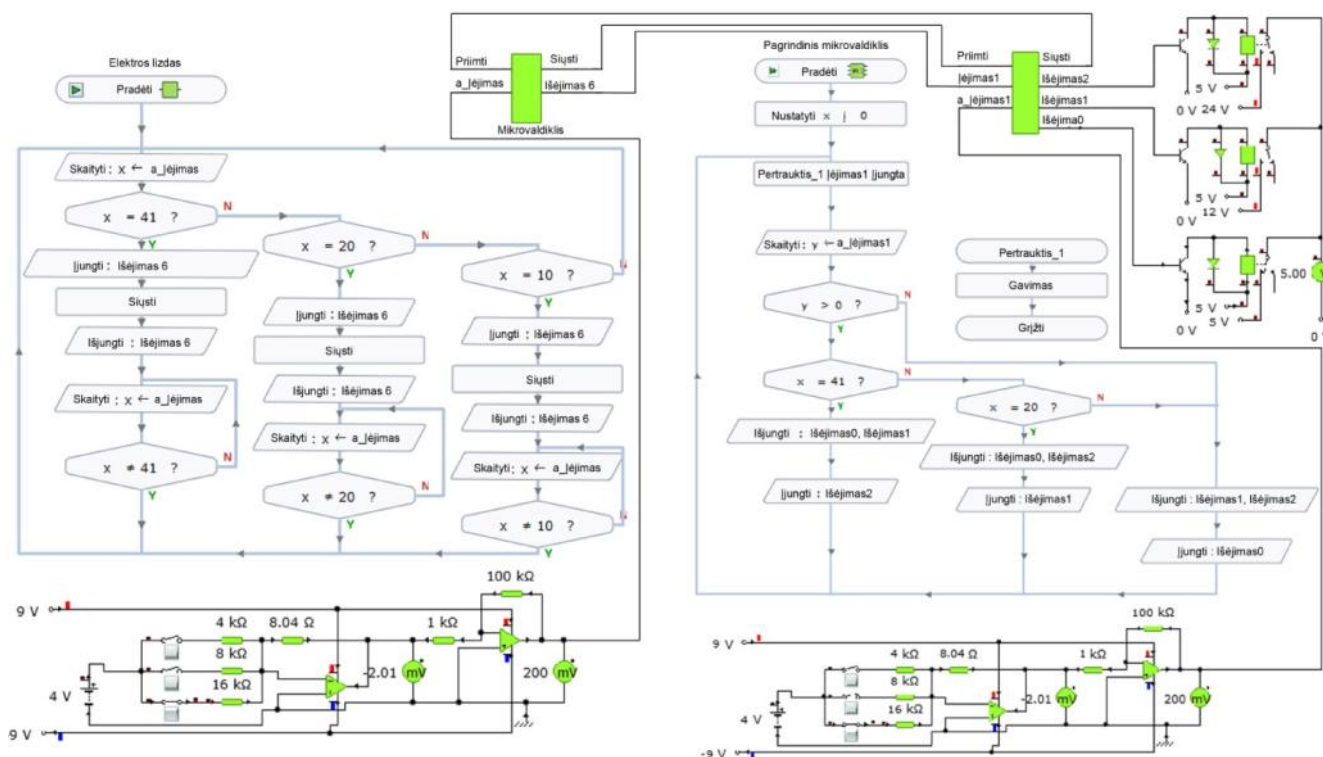 Elektros lizdas
Pradėti
Skaityti : x ← a_Įėjimas
x = 41 ?
N
Y
Įjungti : Išėjimas 6
Siųsti
Išjungti : Išėjimas 6
Skaityti : x ← a_Įėjimas
x ≠ 41 ?
N
Y
x = 20 ?
N
Y
Įjungti : Išėjimas 6
Siųsti
Išjungti : Išėjimas 6
Skaityti : x ← a_Įėjimas
x ≠ 20 ?
N
Y
x = 10 ?
N
Y
Įjungti : Išėjimas 6
Siųsti
Išjungti : Išėjimas 6
Skaityti : x ← a_Įėjimas
x ≠ 10 ?
N
Y
Priimti
Siųsti
a_Įėjimas
Išėjimas 6
Mikrovaldiklis
Pagrindinis mikrovaldiklis
Pradėti
Nustatyti x į 0
Pertrauktis_1 Įėjimas1 Įjungta
Skaityti : y ← a_Įėjimas1
y > 0 ?
N
Y
x = 41 ?
N
Y
Išjungti : Išėjimas0, Išėjimas1
Įjungti : Išėjimas2
x = 20 ?
N
Y
Išjungti : Išėjimas0, Išėjimas2
Įjungti : Išėjimas1
Išjungti : Išėjimas1, Išėjimas2
Įjungti : Išėjimas0
Pertrauktis_1
Gavimas
Grįžti
Priimti
Siųsti
Įėjimas1
Išėjimas2
a_Įėjimas1
Išėjimas1
Išėjima0
5 V
0 V
24 V
5 V
12 V
0 V
5.00
5 V
5 V
0 V
0 V
9 V
4 kΩ
8.04 Ω
8 kΩ
16 kΩ
4 V
1 kΩ
100 kΩ
-2.01
mV
200
mV
9 V
9 V
4 kΩ
8.04 Ω
8 kΩ
16 kΩ
4 V
1 kΩ
100 kΩ
-2.01
mV
200
mV
-9 V